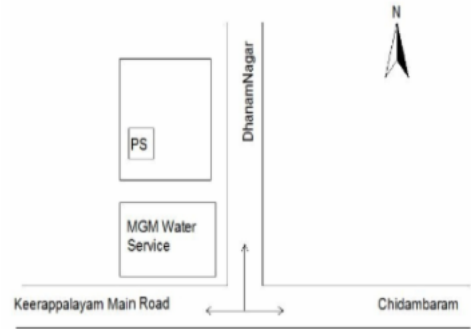 N
DhanamNagar
PS
MGM Water
Service
Keerappalayam Main Road
Chidambaram